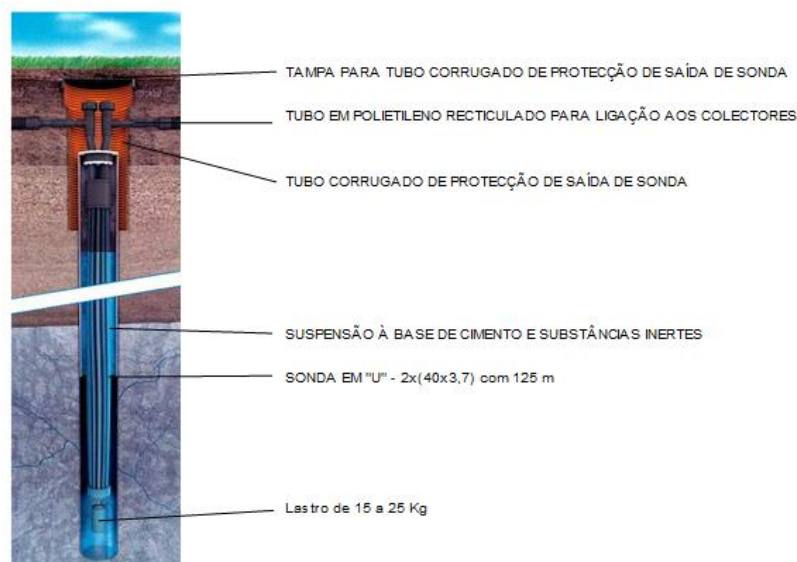 TAMPA PARA TUBO CORRUGADO DE PROTECÇÃO DE SAÍDA DE SONDA
TUBO EM POLIETILENO RECTICULADO PARA LIGAÇÃO AOS COLECTORES
TUBO CORRUGADO DE PROTECÇÃO DE SAÍDA DE SONDA
SUSPENSÃO À BASE DE CIMENTO E SUBSTÂNCIAS INERTES
SONDA EM "U" - 2x(40x3,7) com 125 m
Lastro de 15 a 25 Kg